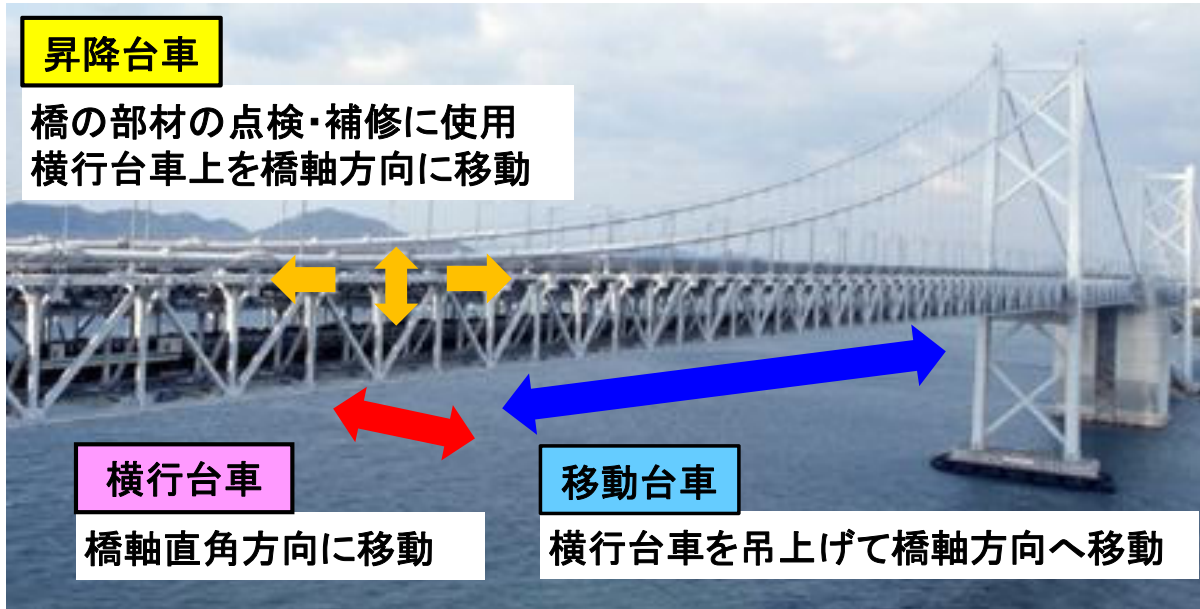 昇降台車
橋の部材の点検・補修に使用
横行台車上を橋軸方向に移動
横行台車
橋軸直角方向に移動
移動台車
横行台車を吊上げて橋軸方向へ移動